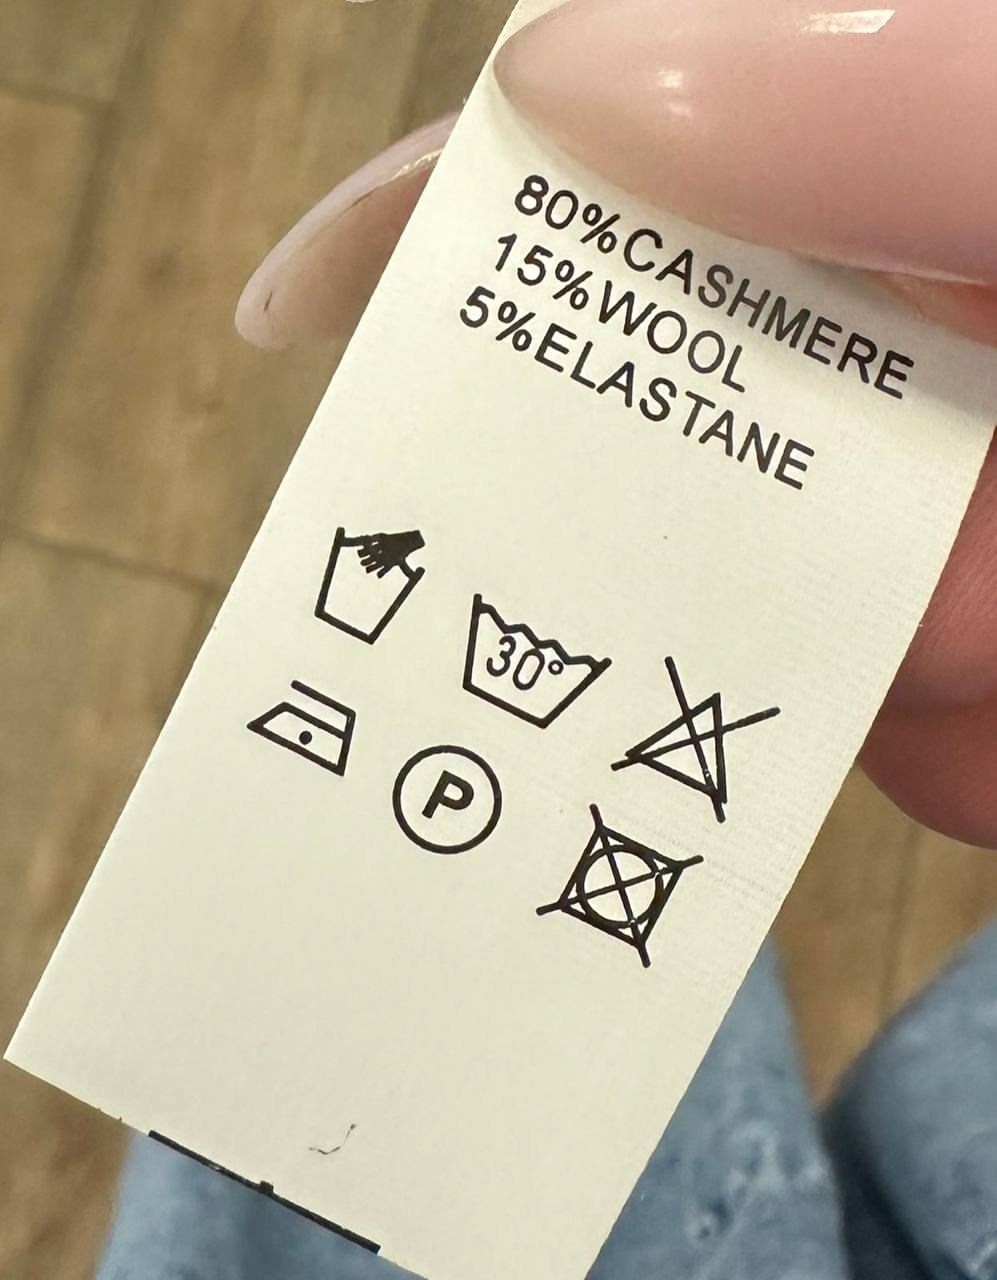 80%CASHMERE
15%WOOL
5%ELASTANE
30°
P